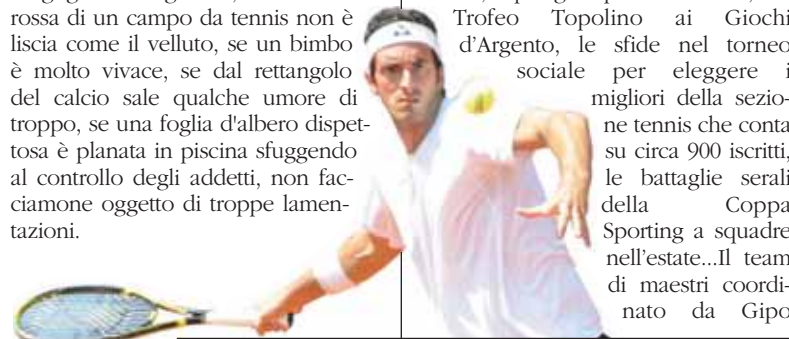 rossa di un campo da tennis non è
liscia come il velluto, se un bimbo
è molto vivace, se dal rettangolo
del calcio sale qualche umore di
troppo, se una foglia d'albero dispet-
tosa è planata in piscina sfuggendo
al controllo degli addetti, non fac-
ciamone oggetto di troppe lamen-
tazioni.
Trofeo Topolino ai Giochi
d'Argento, le sfide nel torneo
sociale per eleggere i
migliori della sezio-
ne tennis che conta
su circa 900 iscritti,
le battaglie serali
della Coppa
Sporting a squadre
nell'estate...Il team
di maestri coordi-
nato da Gipo